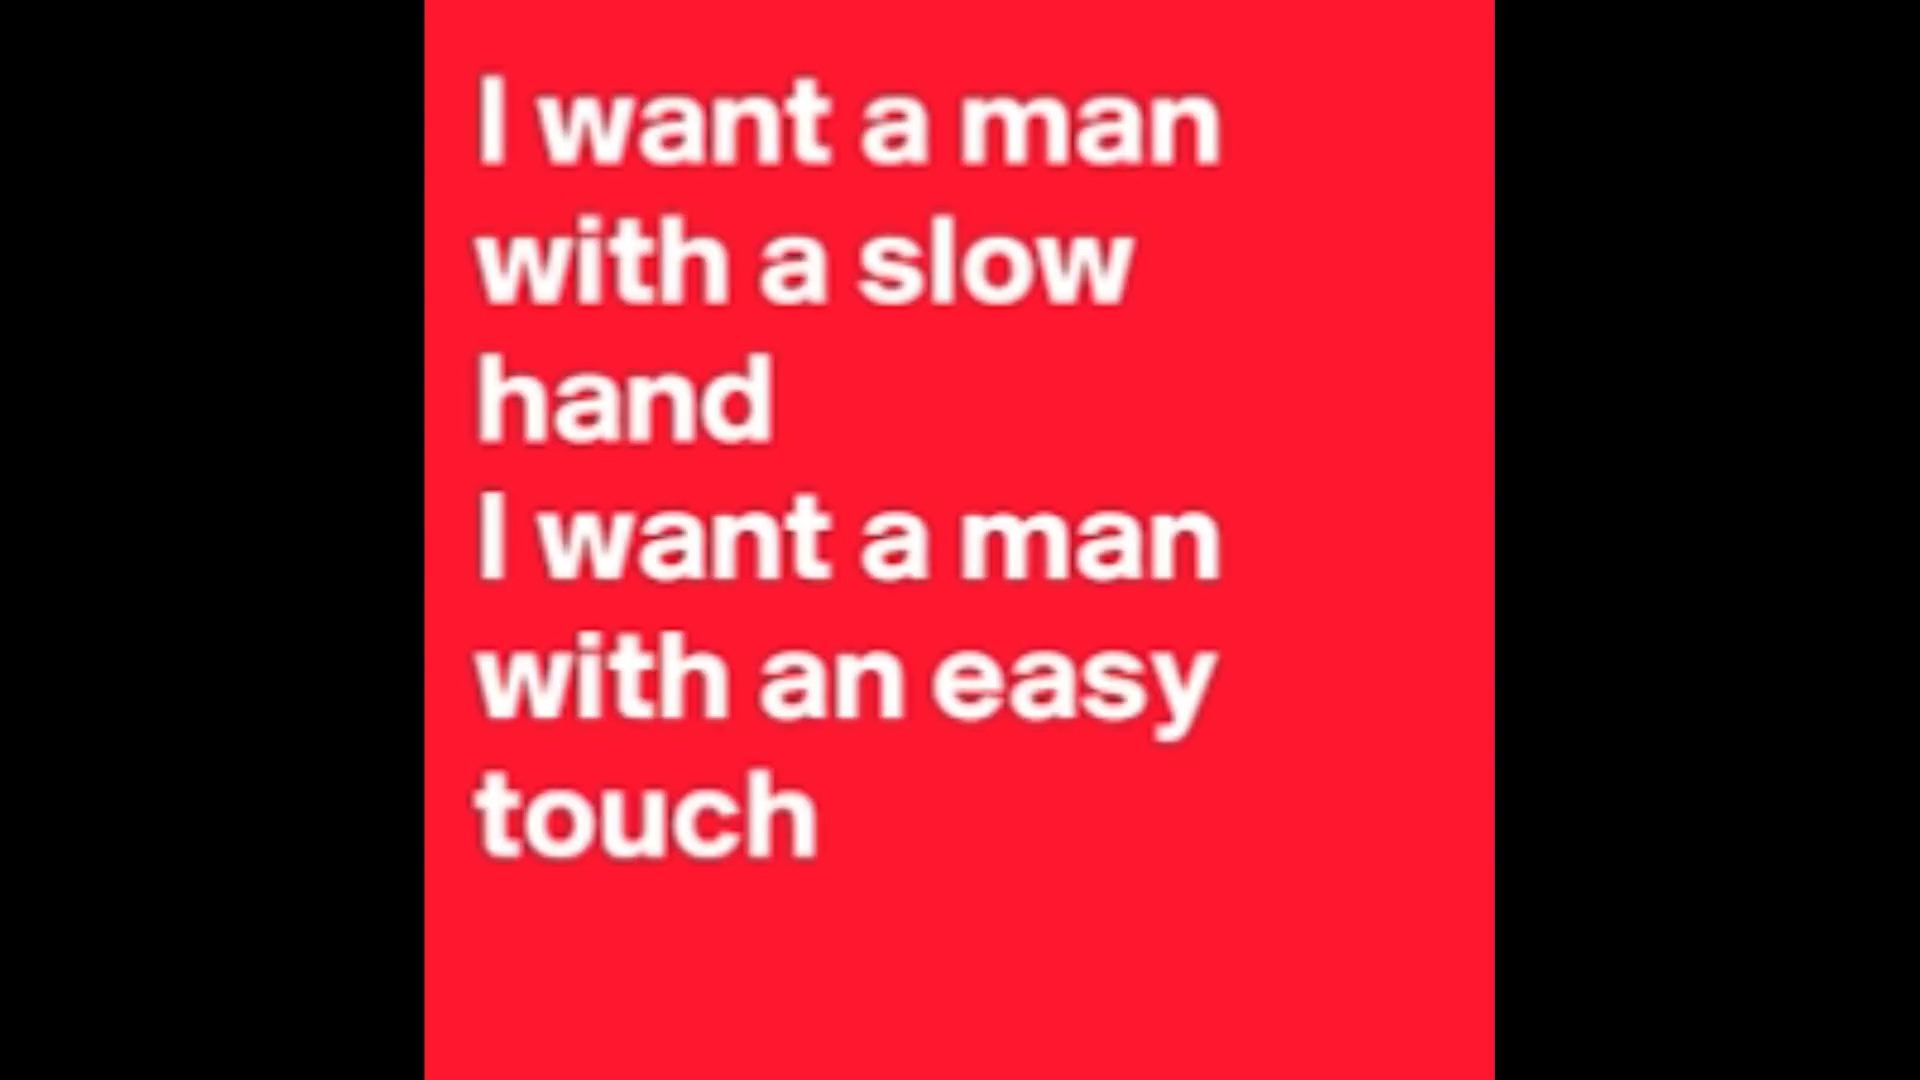 I want a man
with a slow
hand
I want a man
with an easy
touch